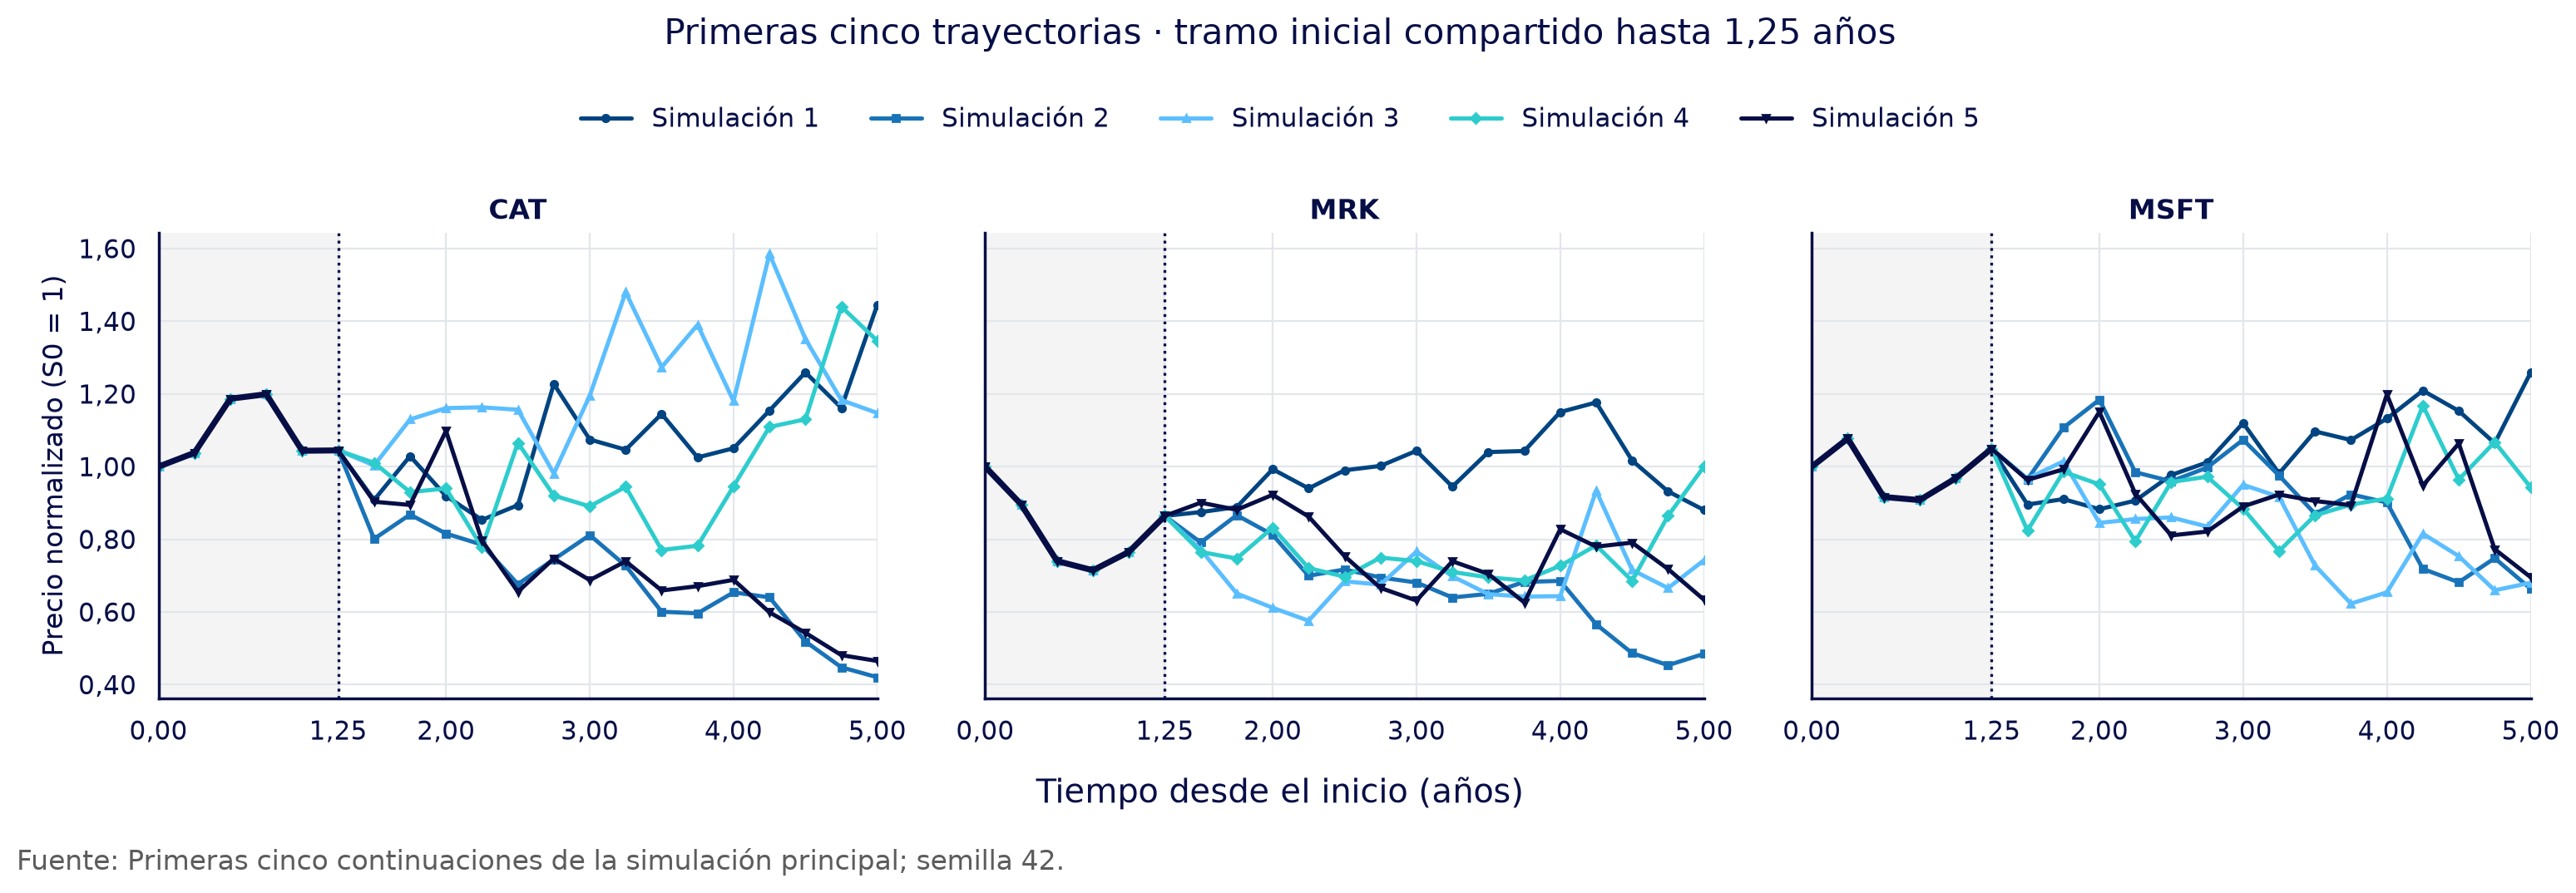 Primeras cinco trayectorias · tramo inicial compartido hasta 1,25 años
Simulación 1
Simulación 2
Simulación 3
Simulación 4
Simulación 5
CAT
MRK
MSFT
Precio normalizado (S0 = 1)
1,60
1,40
1,20
1,00
0,80
0,60
0,40
0,00 1,25 2,00 3,00 4,00 5,00
0,00 1,25 2,00 3,00 4,00 5,00
0,00 1,25 2,00 3,00 4,00 5,00
Tiempo desde el inicio (años)
Fuente: Primeras cinco continuaciones de la simulación principal; semilla 42.